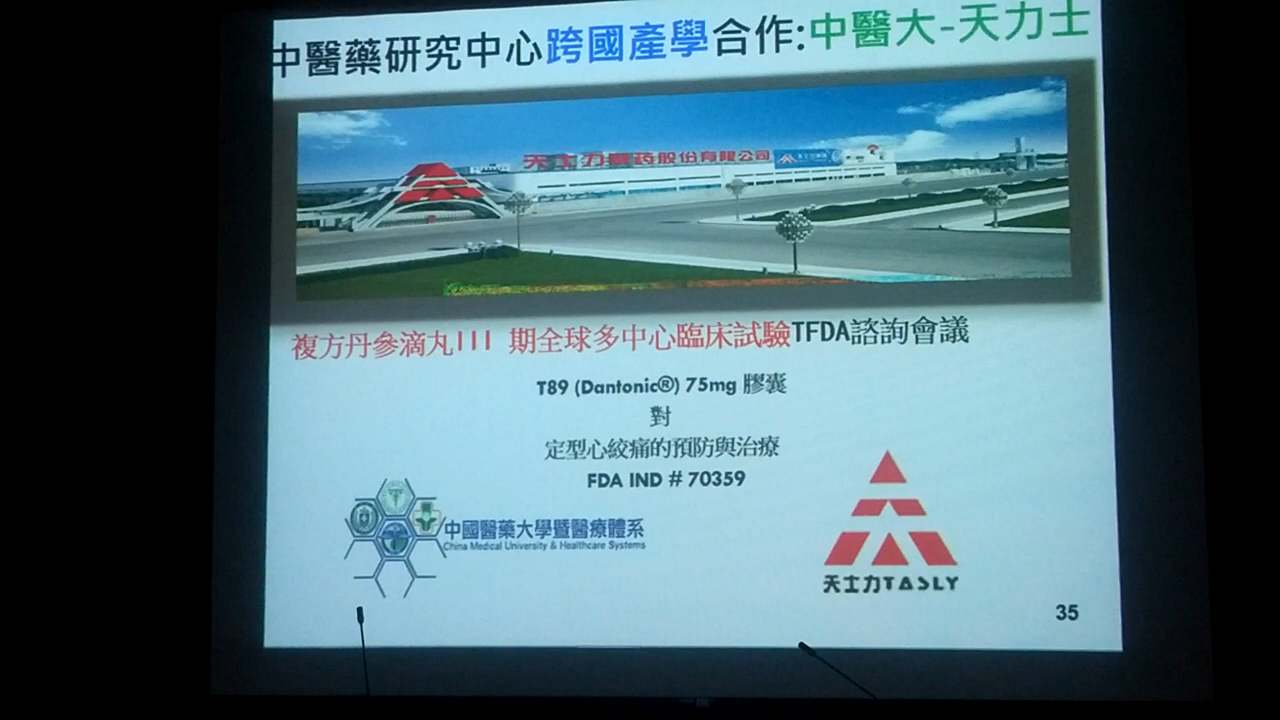 中醫藥研究中心跨國產學合作:中醫大-天力士
天士力制药股份有限公司
複方丹參滴丸III 期全球多中心臨床試驗TFDA諮詢會議
T89 (Dantonic®) 75mg 膠囊
對
定型心絞痛的預防與治療
FDA IND # 70359
中國醫藥大學暨醫療體系
China Medical University & Healthcare Systems
天士力TASLY
35